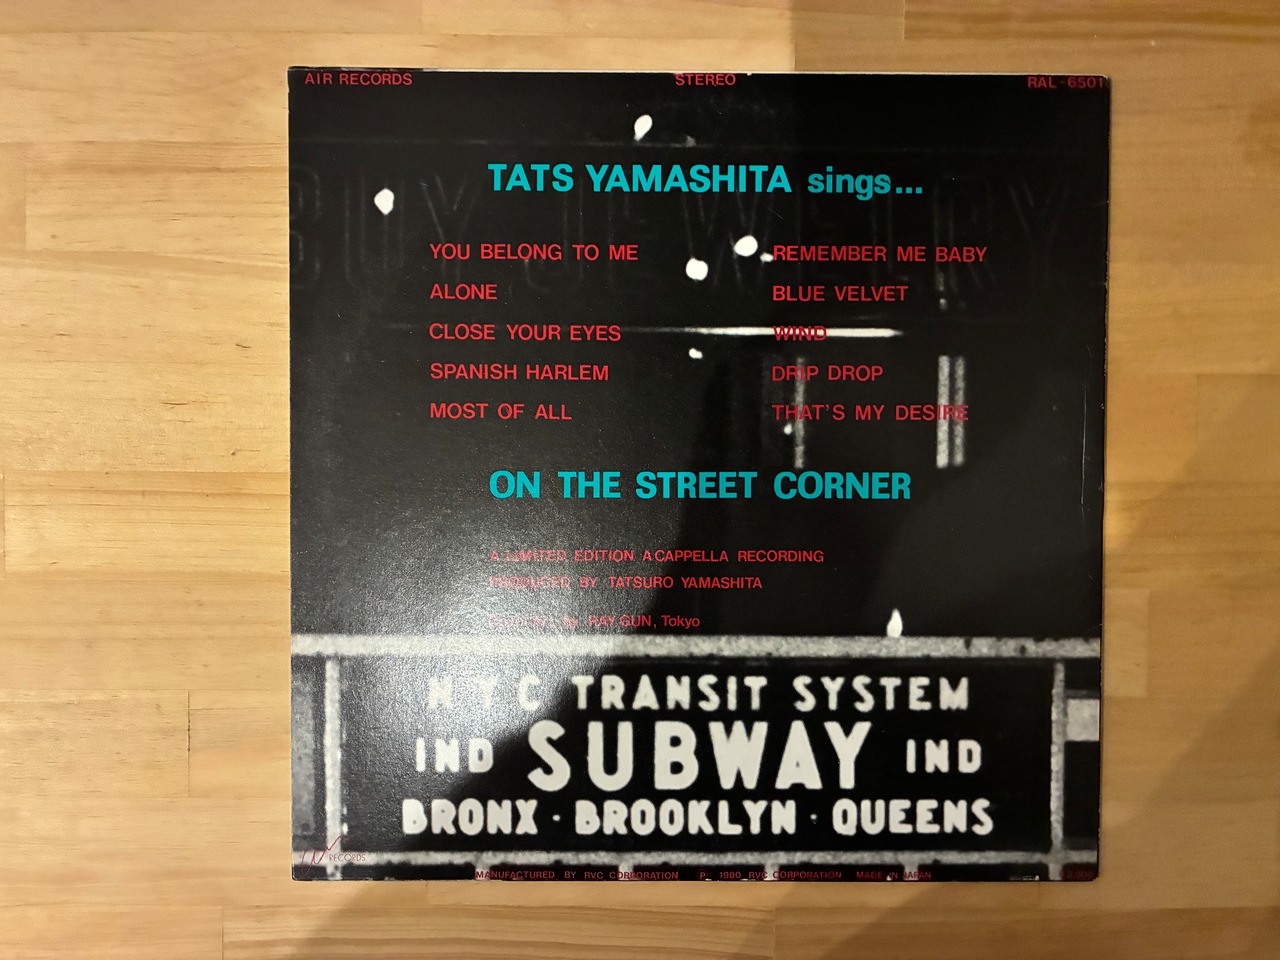 AIR RECORDS STEREO RAL-6501
TATS YAMASHITA sings...
YOU BELONG TO ME
ALONE
CLOSE YOUR EYES
SPANISH HARLEM
MOST OF ALL
REMEMBER ME BABY
BLUE VELVET
WIND
DRIP DROP
THAT'S MY DESIRE
ON THE STREET CORNER
A LIMITED EDITION A CAPPELLA RECORDING
PRODUCED BY TATSURO YAMASHITA
RAY GUN, Tokyo
N Y C TRANSIT SYSTEM
IND SUBWAY IND
BRONX · BROOKLYN · QUEENS
RECORDS
MANUFACTURED BY RVC CORPORATION P. 1980 RVC CORPORATION MADE IN JAPAN